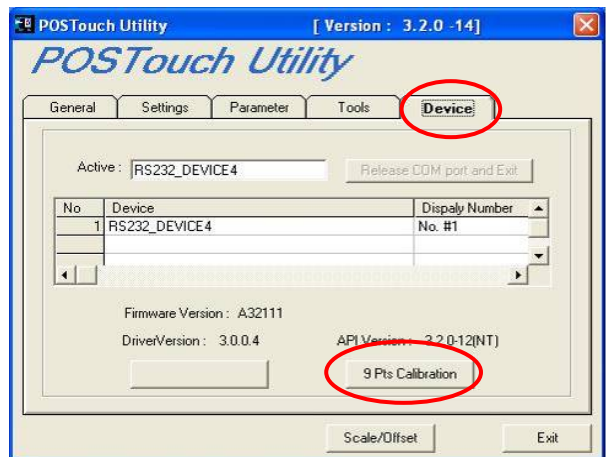 POSTouch Utility [ Version : 3.2.0 -14]
POSTouch Utility
General Settings Parameter Tools Device
Active : RS232_DEVICE4 Release COM port and Exit
No Device Dispaly Number
1 RS232_DEVICE4 No. #1
Firmware Version : A32111
DriverVersion : 3.0.0.4 API Version : 3.2.0-12(NT)
9 Pts Calibration
Scale/Offset Exit